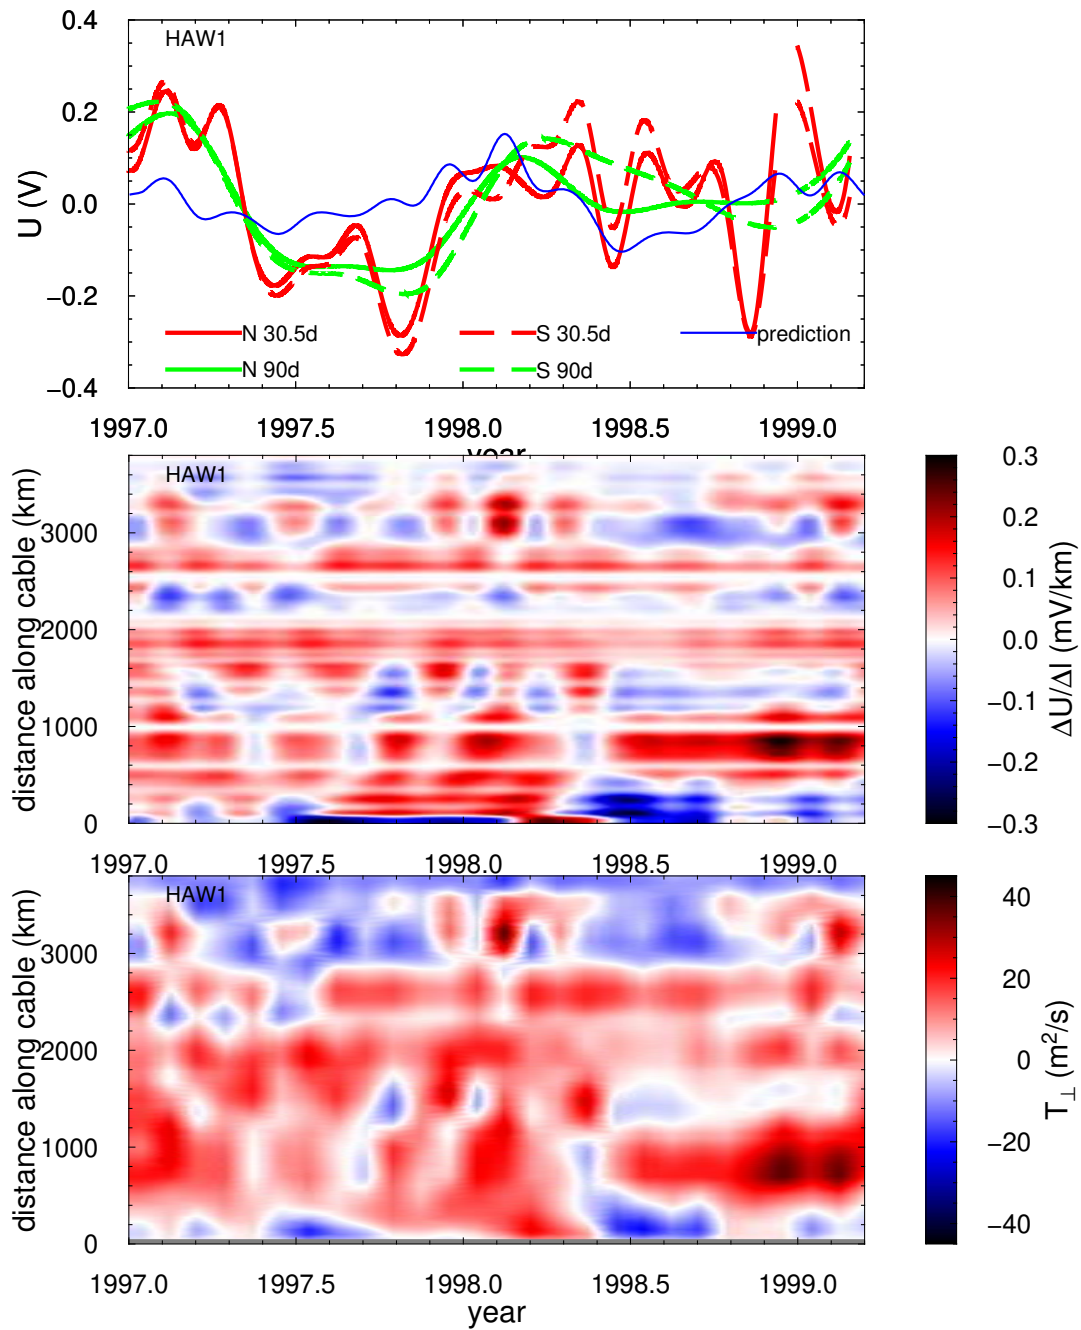 0.4
HAW1
0.2
0.0
U (V)
−0.2
N 30.5d S 30.5d prediction
N 90d S 90d
−0.4
1997.0 1997.5 1998.0 1998.5 1999.0
year
HAW1
3000
2000
1000
0
distance along cable (km)
0.3
0.2
0.1
0.0
−0.1
−0.2
−0.3
ΔU/Δl (mV/km)
1997.0 1997.5 1998.0 1998.5 1999.0
HAW1
3000
2000
1000
0
distance along cable (km)
40
20
0
−20
−40
T⊥ (m²/s)
1997.0 1997.5 1998.0 1998.5 1999.0
year